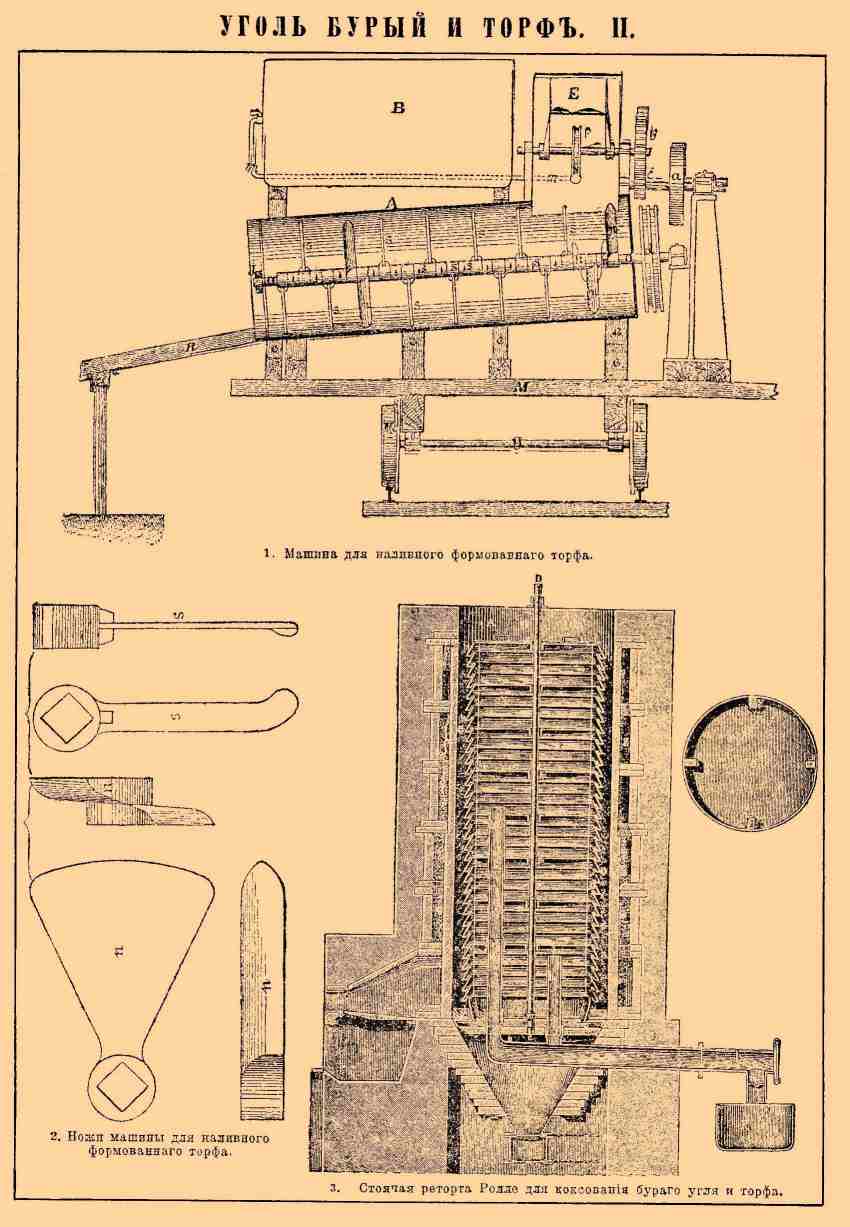 УГОЛЬ БУРЫЙ И ТОРФЪ. II.
B
E
P
b
m
i
a
A
R
c
c
c
a
c
M
K
g
K
1. Машина для наливного формованнаго торфа.
D
S
S
n
n
2. Ножи машины для наливного
формованнаго торфа.
3. Стоячая реторта Ролле для коксованія бураго угля и торфа.